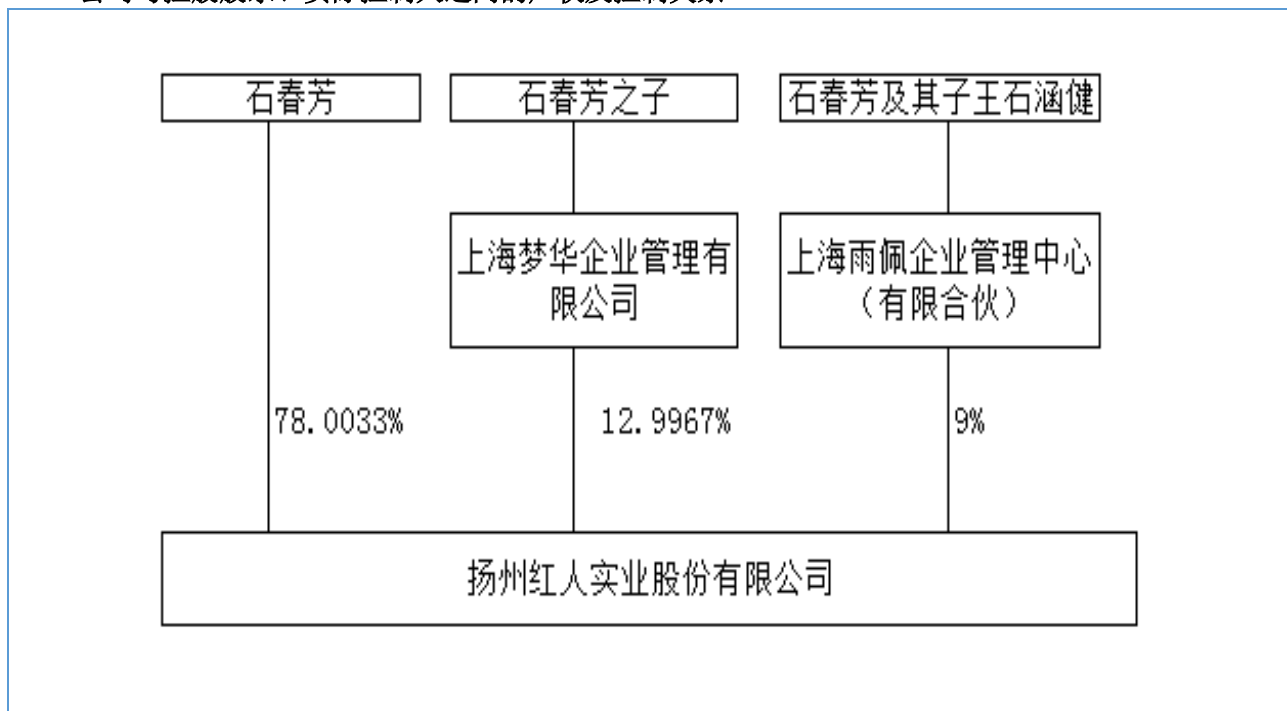 石春芳
石春芳之子
石春芳及其子王石涵健
上海梦华企业管理有
限公司
上海雨佩企业管理中心
（有限合伙）
78.0033%
12.9967%
9%
扬州红人实业股份有限公司